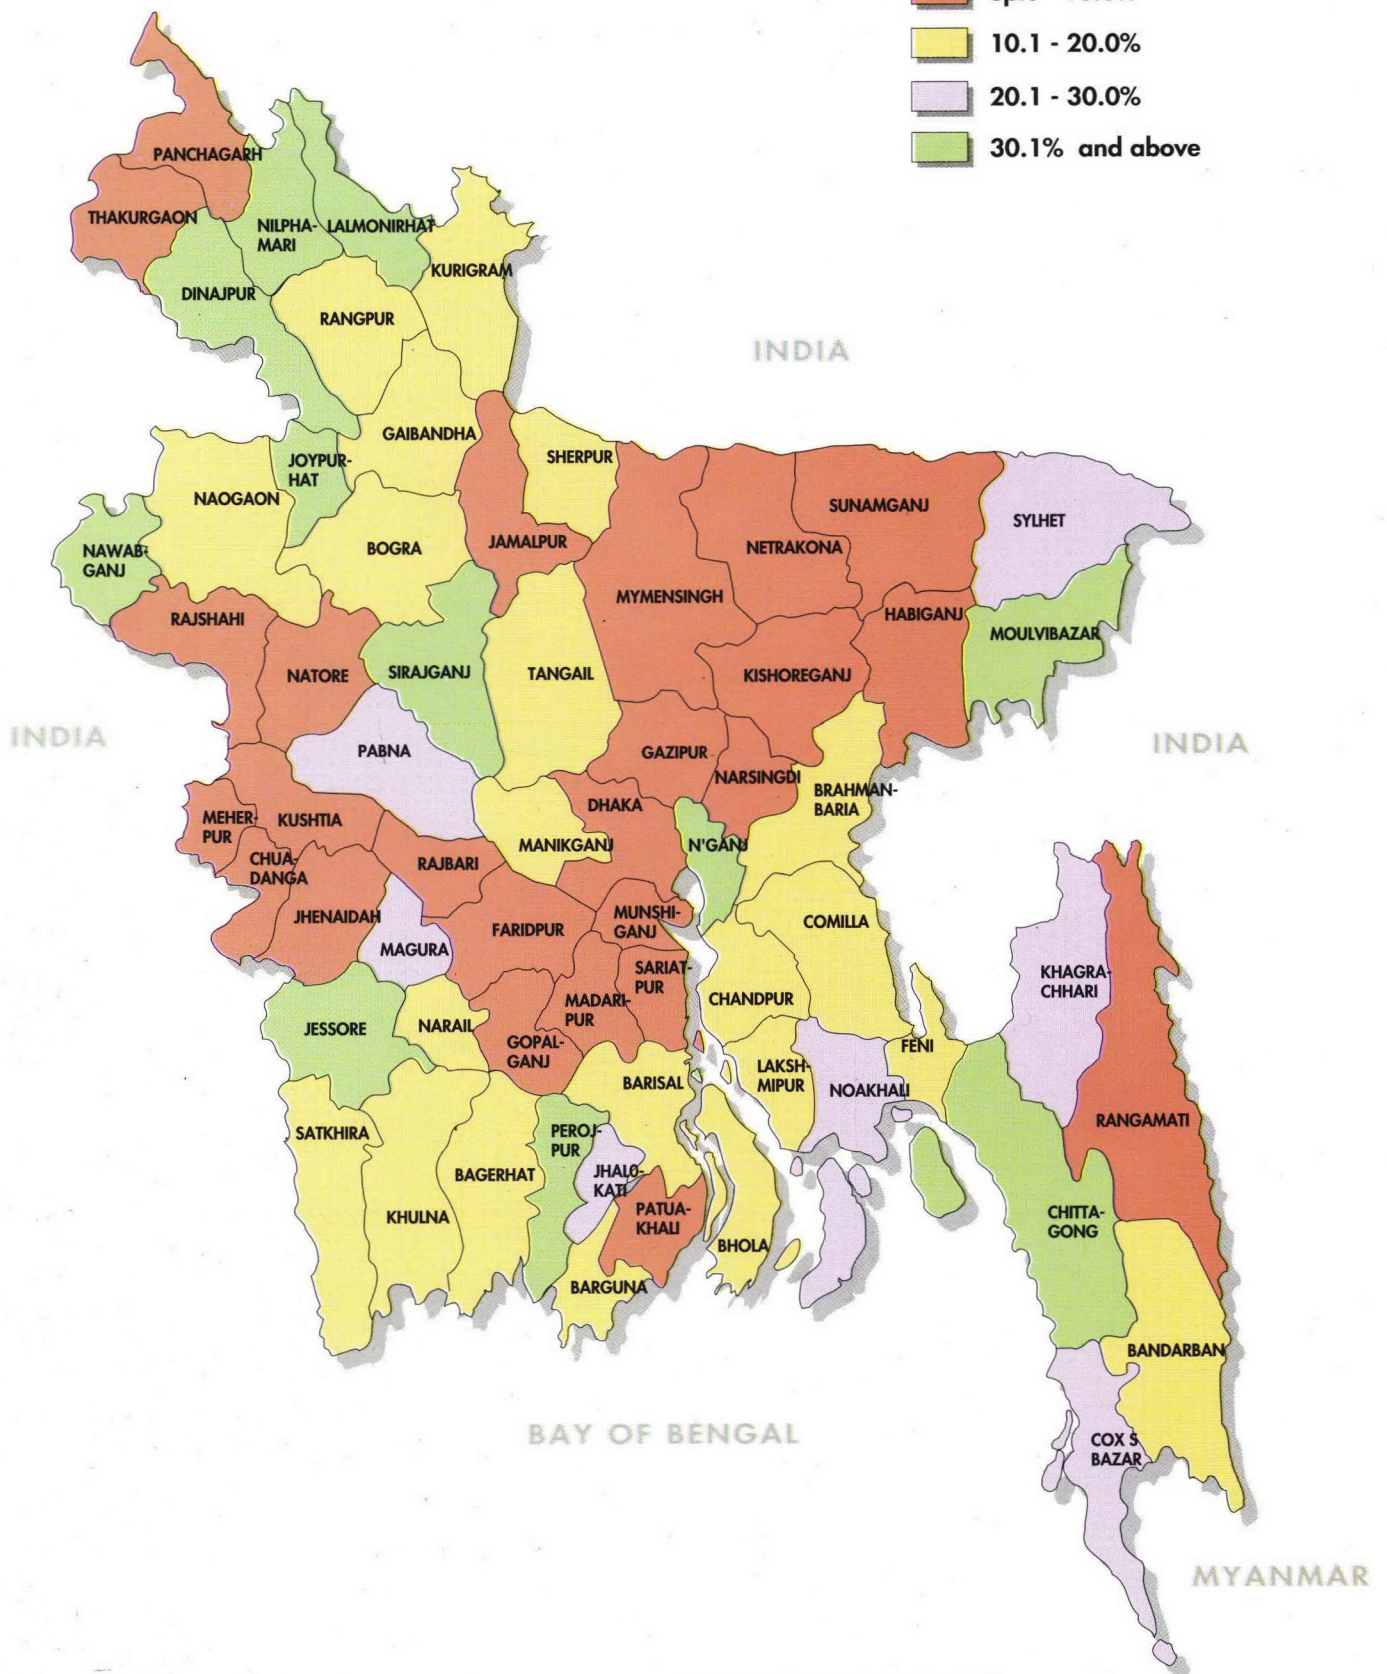 10.1 - 20.0%
20.1 - 30.0%
30.1% and above
PANCHAGARH
THAKURGAON
NILPHA-
MARI
LALMONIRHAT
KURIGRAM
DINAJPUR
RANGPUR
INDIA
GAIBANDHA
JOYPUR-
HAT
SHERPUR
NAOGAON
SUNAMGANJ
SYLHET
JAMALPUR
BOGRA
NETRAKONA
NAWAB-
GANJ
MYMENSINGH
HABIGANJ
RAJSHAHI
MOULVIBAZAR
NATORE
SIRAJGANJ
TANGAIL
KISHOREGANJ
INDIA
PABNA
GAZIPUR
INDIA
NARSINGDI
BRAHMAN-
BARIA
DHAKA
MEHER-
PUR
KUSHTIA
MANIKGANJ
N'GANJ
CHUA-
DANGA
RAJBARI
JHENAIDAH
MAGURA
FARIDPUR
MUNSHI-
GANJ
COMILLA
SARIAT-
PUR
KHAGRA-
CHHARI
MADARI-
PUR
CHANDPUR
JESSORE
NARAIL
GOPAL-
GANJ
FENI
BARISAL
LAKSH-
MIPUR
NOAKHALI
RANGAMATI
SATKHIRA
PEROJ-
PUR
BAGERHAT
JHALO-
KATI
KHULNA
PATUA-
KHALI
CHITTA-
GONG
BHOLA
BARGUNA
BANDARBAN
BAY OF BENGAL
COX S
BAZAR
MYANMAR